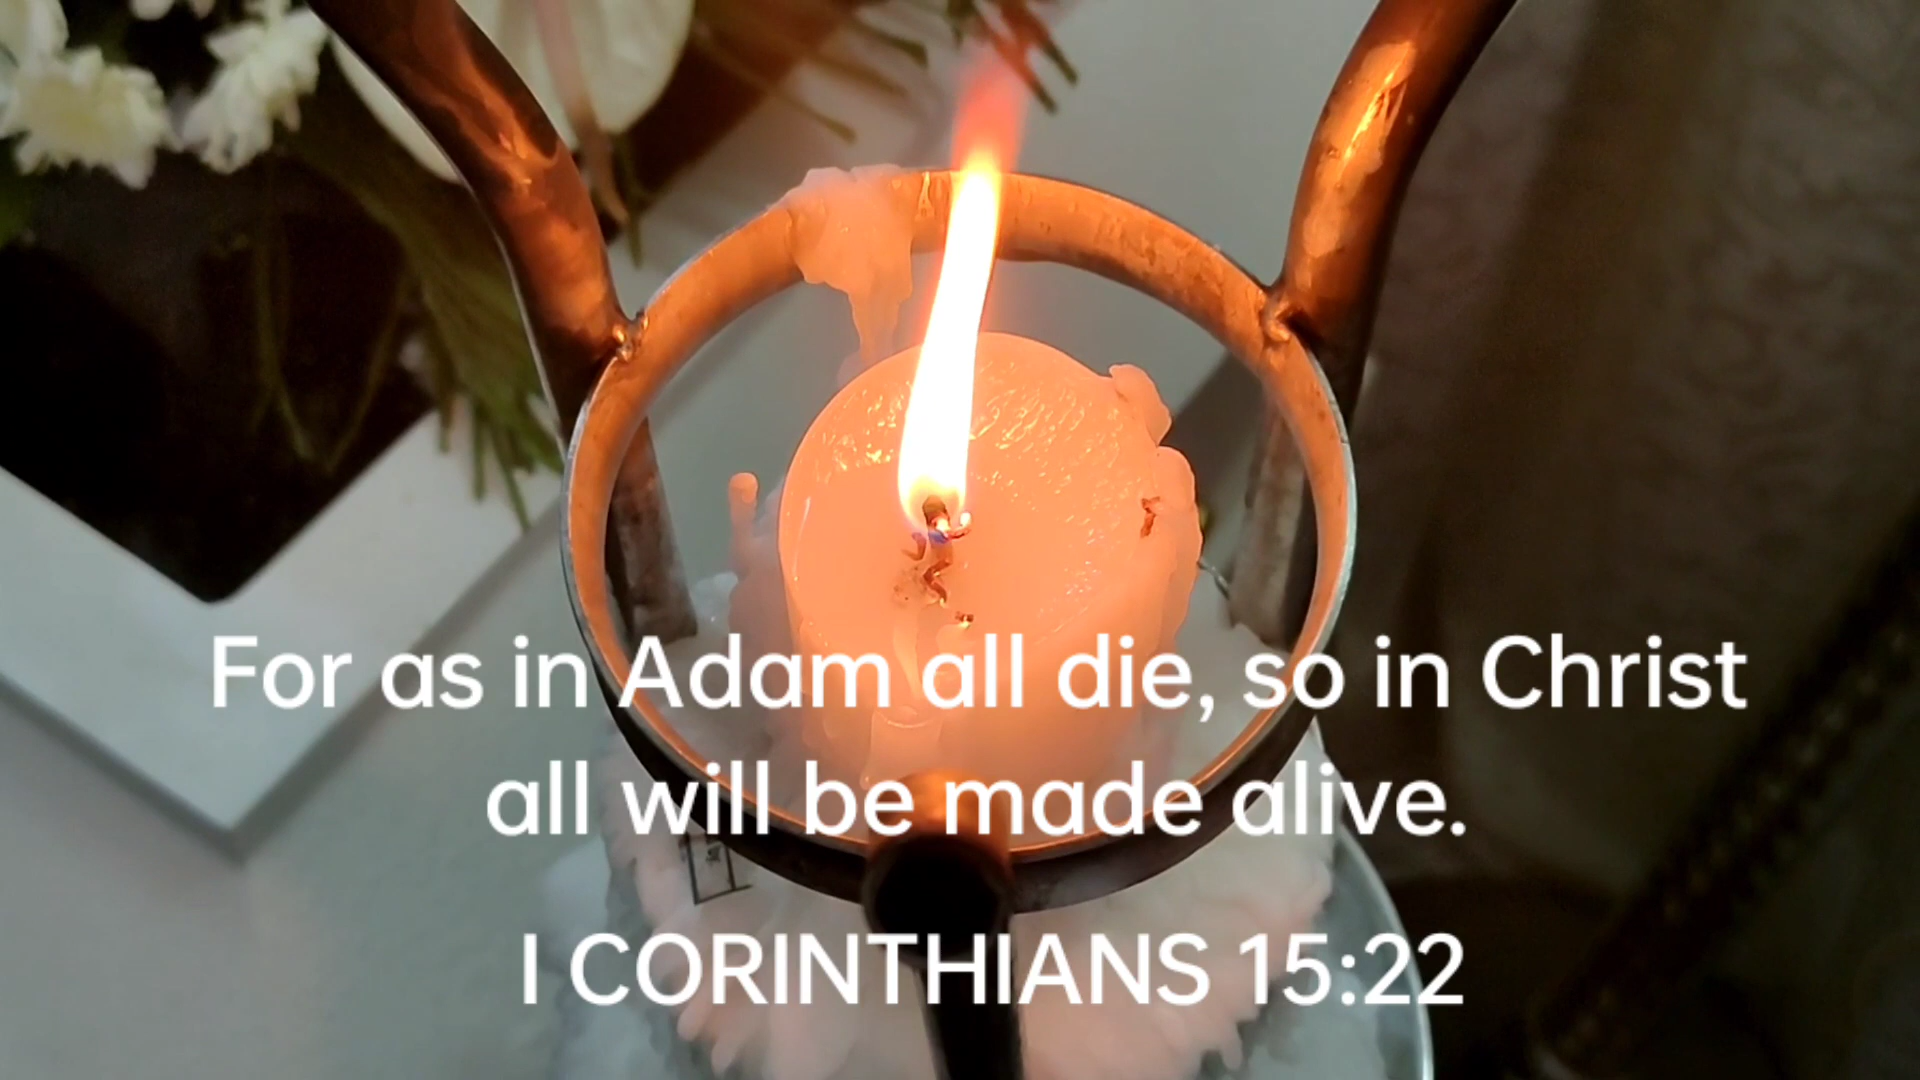 For as in Adam all die, so in Christ
all will be made alive.
I CORINTHIANS 15:22